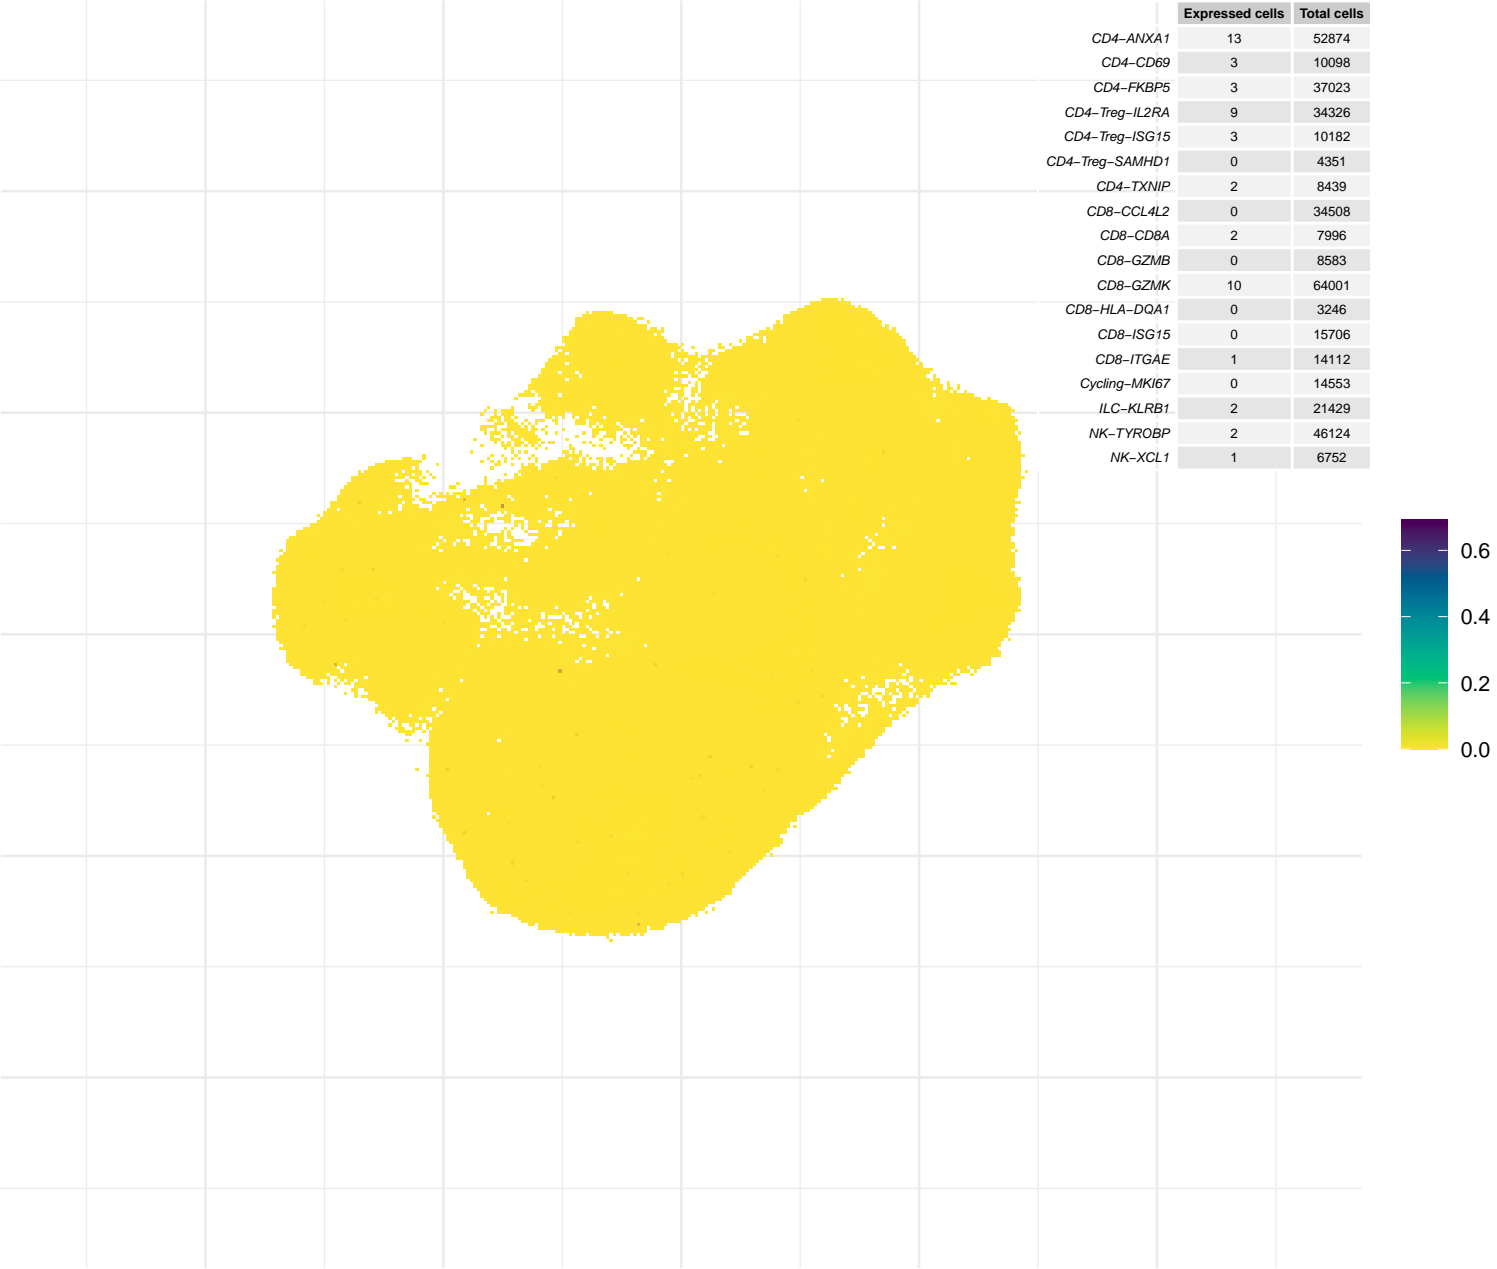 Expressed cells Total cells
CD4−ANXA1 13 52874
CD4−CD69 3 10098
CD4−FKBP5 3 37023
CD4−Treg−IL2RA 9 34326
CD4−Treg−ISG15 3 10182
CD4−Treg−SAMHD1 0 4351
CD4−TXNIP 2 8439
CD8−CCL4L2 0 34508
CD8−CD8A 2 7996
CD8−GZMB 0 8583
CD8−GZMK 10 64001
CD8−HLA−DQA1 0 3246
CD8−ISG15 0 15706
CD8−ITGAE 1 14112
Cycling−MKI67 0 14553
ILC−KLRB1 2 21429
NK−TYROBP 2 46124
NK−XCL1 1 6752
0.6
0.4
0.2
0.0